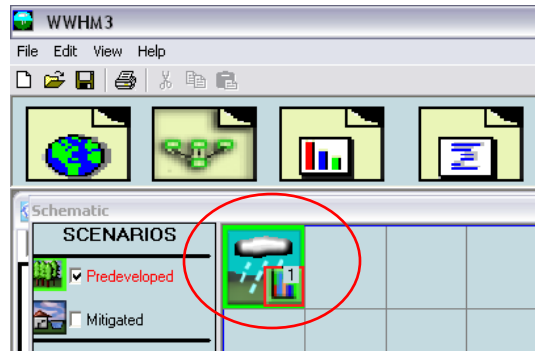 WWHM3
File Edit View Help
Schematic
SCENARIOS
1
Predeveloped
Mitigated